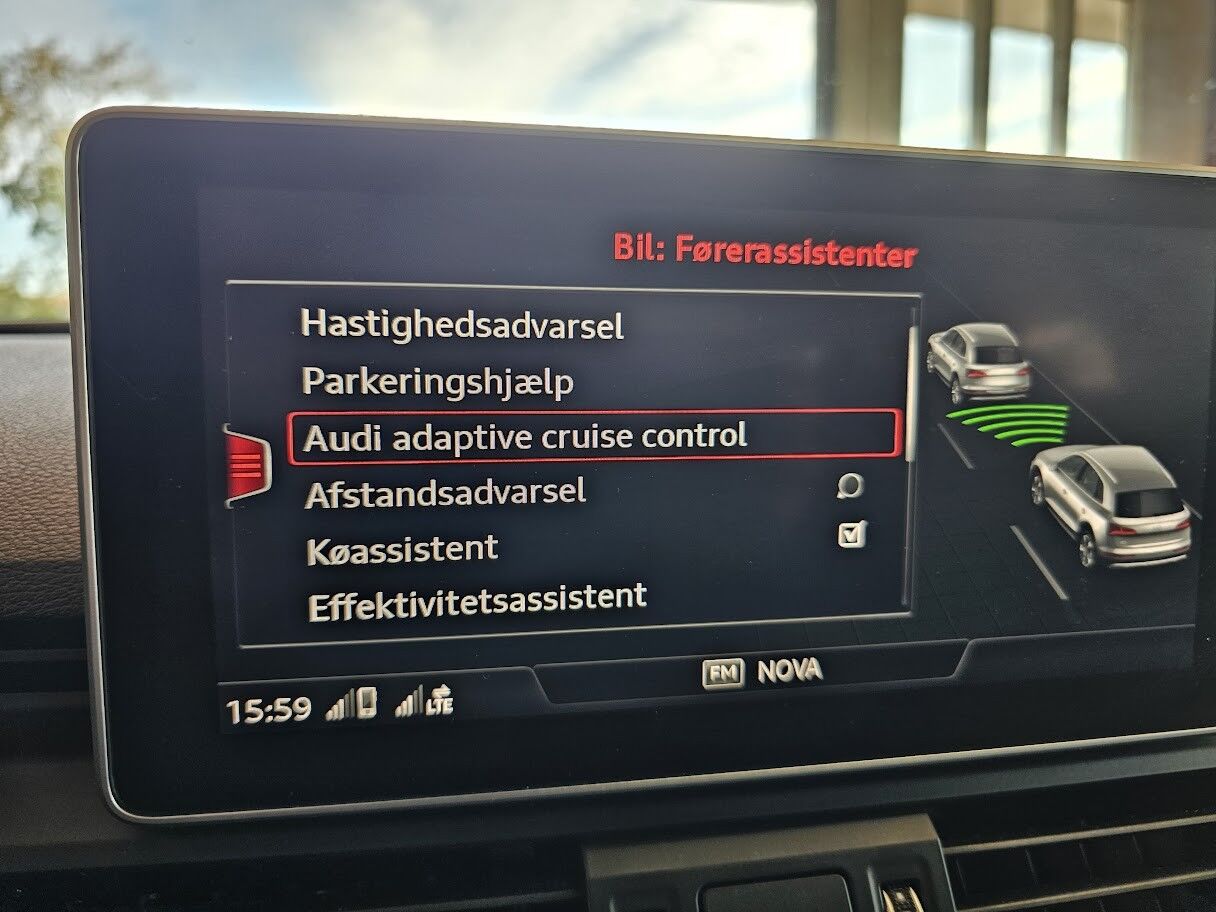 Bil: Førerassistenter
Hastighedsadvarsel
Parkeringshjælp
Audi adaptive cruise control
Afstandsadvarsel
Køassistent
Effektivitetsassistent
FM NOVA
15:59 LTE